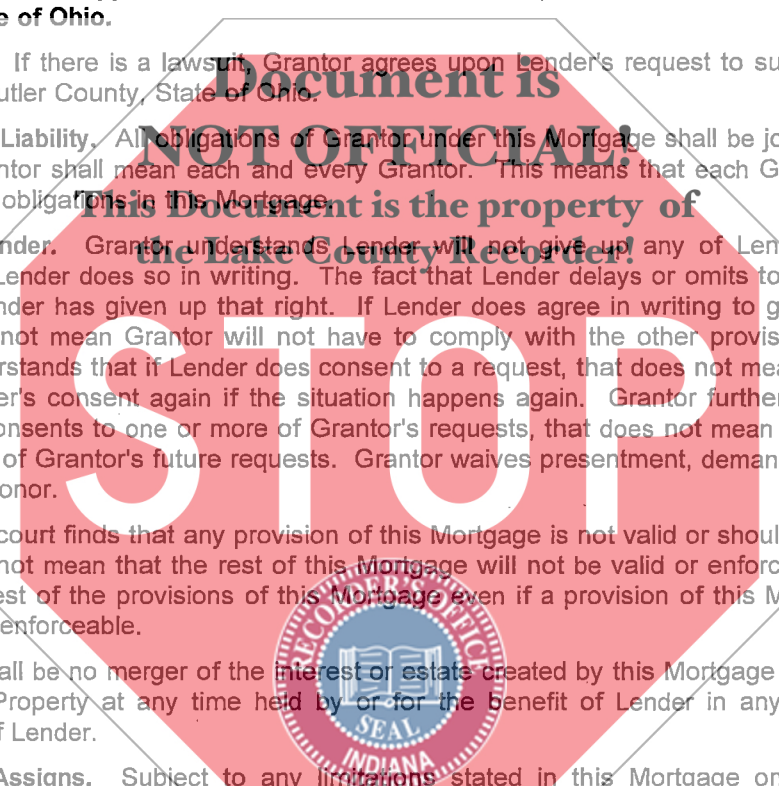 e of Ohio.
If there is a lawsuit, Grantor agrees upon Lender's request to su
utler County, State of Ohio.
Document is
Liability. All obligations of Grantor under this Mortgage shall be jo
NOT OFFICIAL!
ntor shall mean each and every Grantor. This means that each G
obligations in this Mortgage.
This Document is the property of
nder. Grantor understands Lender will not give up any of Len
the Lake County Recorder!
Lender does so in writing. The fact that Lender delays or omits to
nder has given up that right. If Lender does agree in writing to g
not mean Grantor will not have to comply with the other provis
rstands that if Lender does consent to a request, that does not mea
er's consent again if the situation happens again. Grantor further
onsents to one or more of Grantor's requests, that does not mean
of Grantor's future requests. Grantor waives presentment, deman
onor.
STOP
court finds that any provision of this Mortgage is not valid or shoul
not mean that the rest of this Mortgage will not be valid or enforc
est of the provisions of this Mortgage even if a provision of this M
enforceable.
all be no merger of the interest or estate created by this Mortgage
Property at any time held by or for the benefit of Lender in any
f Lender.
Assigns. Subject to any limitations stated in this Mortgage on
RECORDER'S OFFICE
SEAL
INDIANA